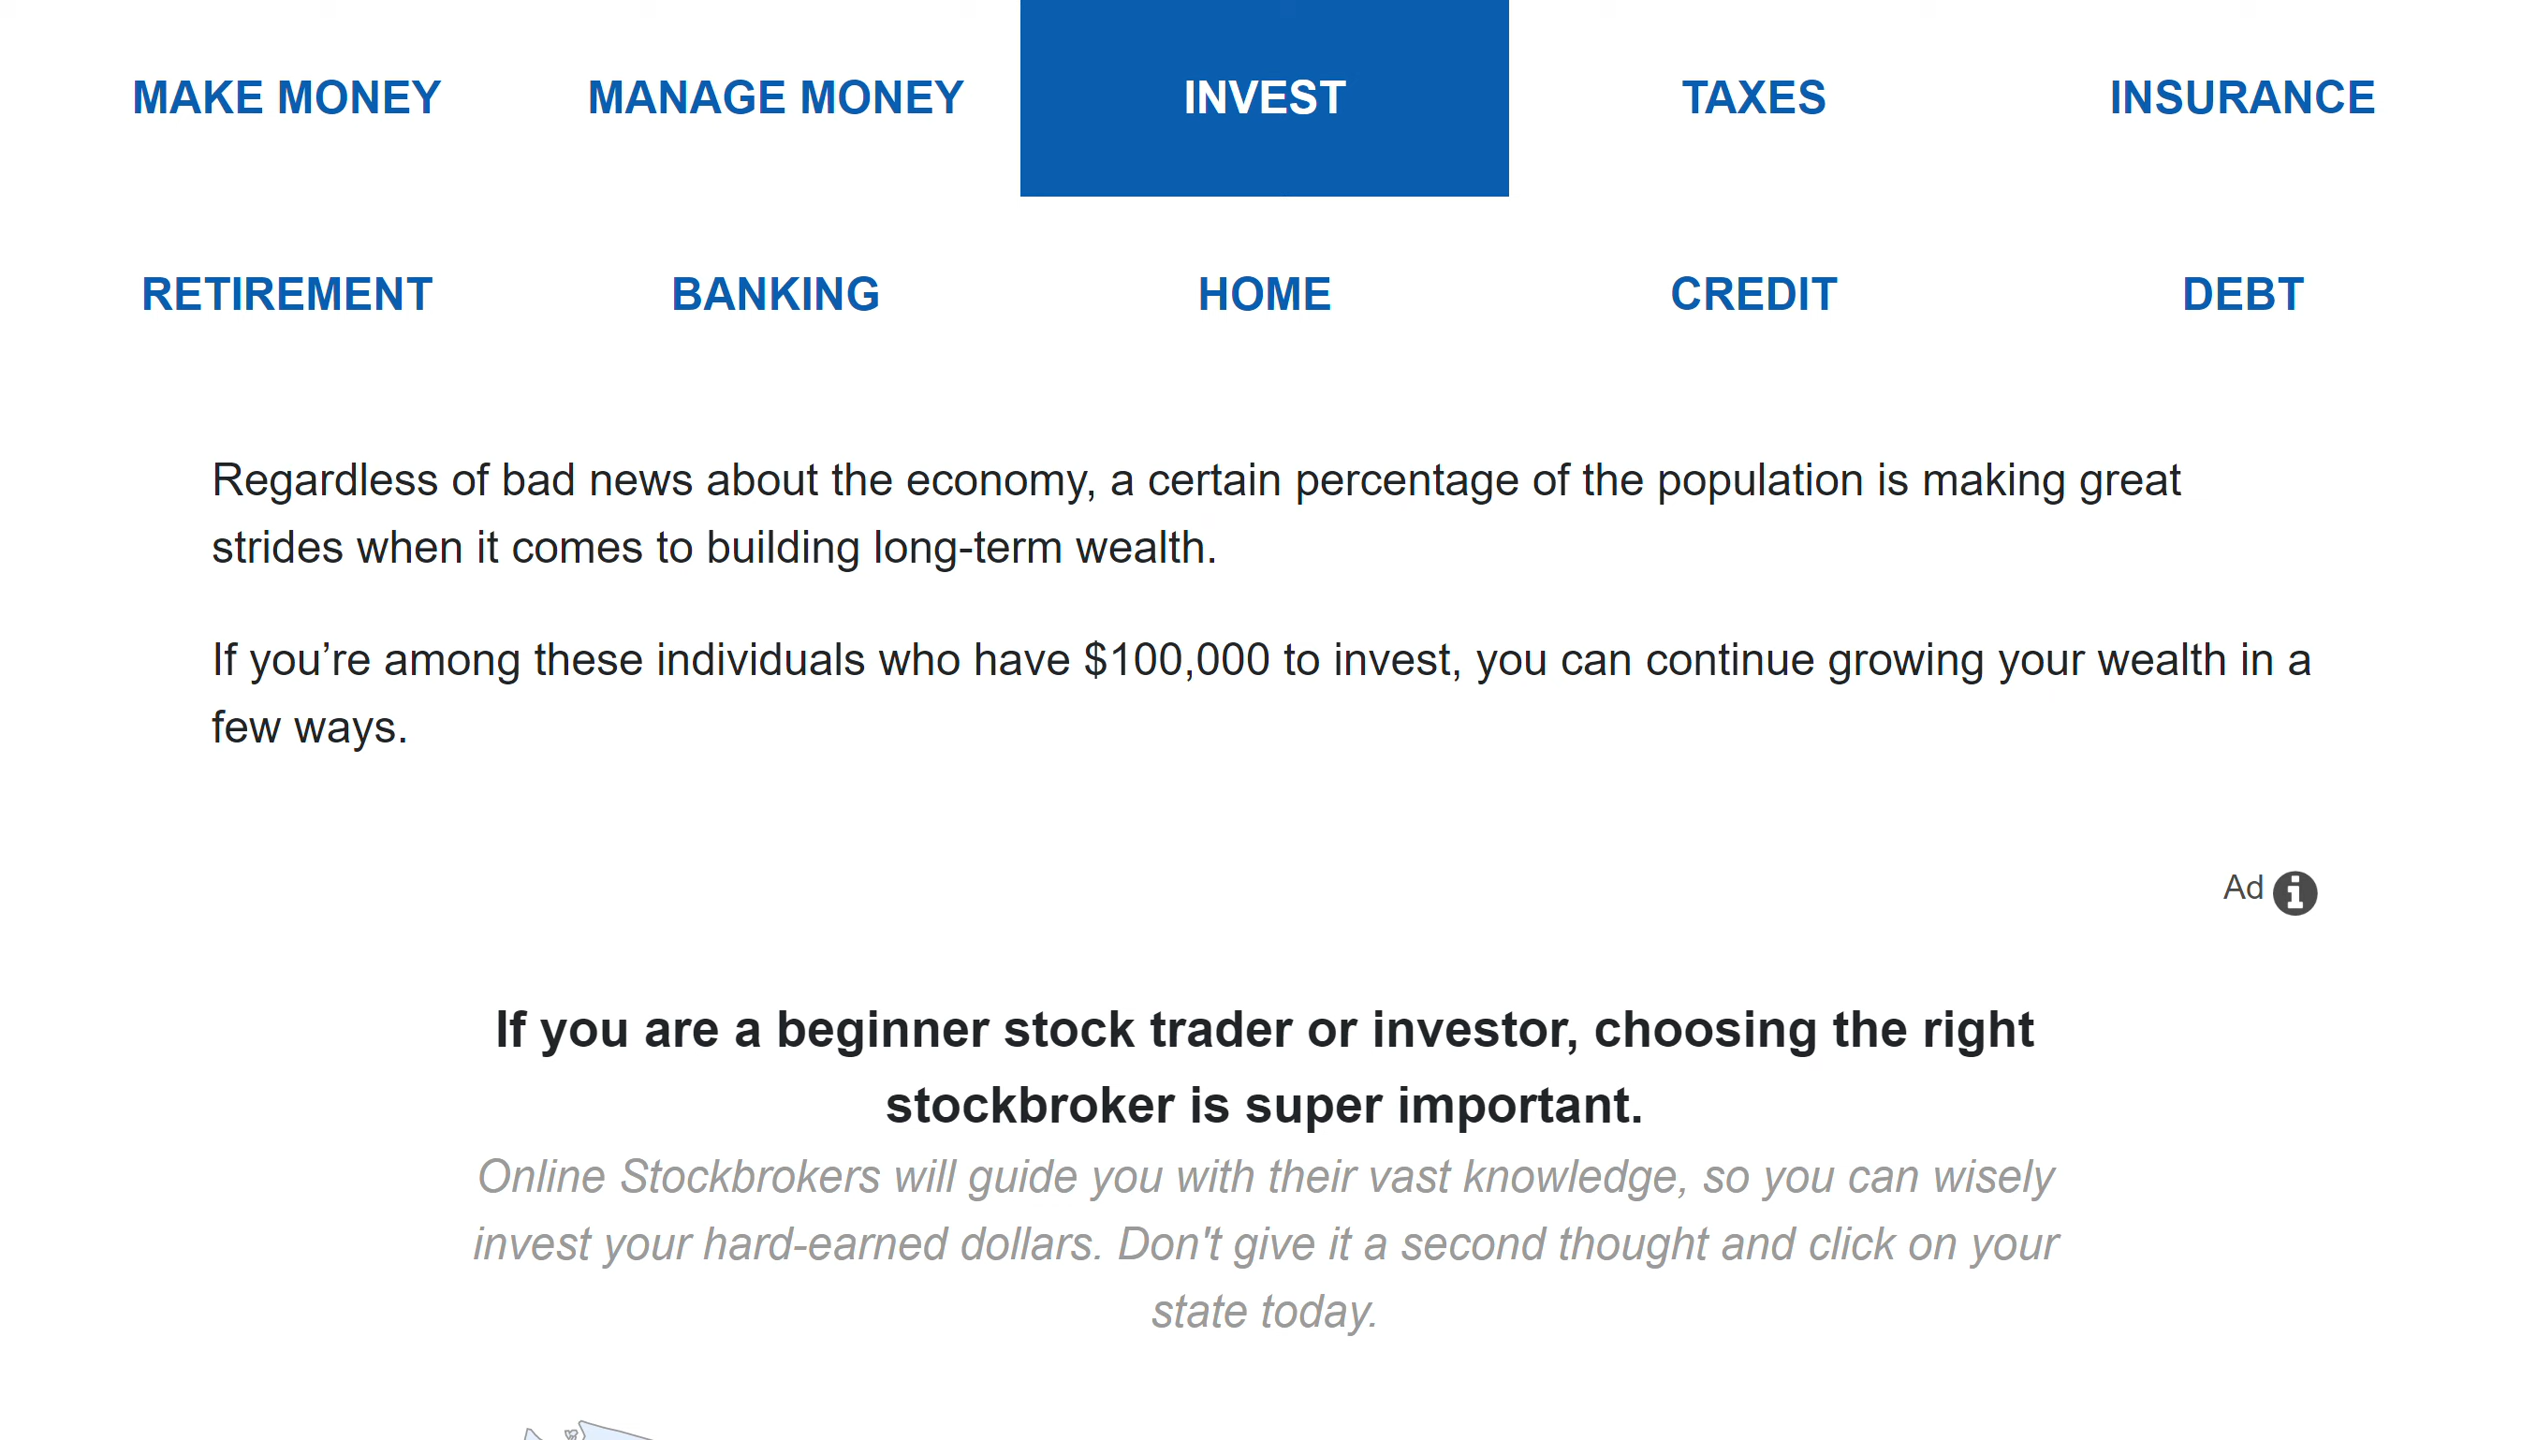 MAKE MONEY MANAGE MONEY INVEST TAXES INSURANCE
RETIREMENT BANKING HOME CREDIT DEBT
Regardless of bad news about the economy, a certain percentage of the population is making great
strides when it comes to building long-term wealth.
If you’re among these individuals who have $100,000 to invest, you can continue growing your wealth in a
few ways.
Ad
If you are a beginner stock trader or investor, choosing the right
stockbroker is super important.
Online Stockbrokers will guide you with their vast knowledge, so you can wisely
invest your hard-earned dollars. Don't give it a second thought and click on your
state today.